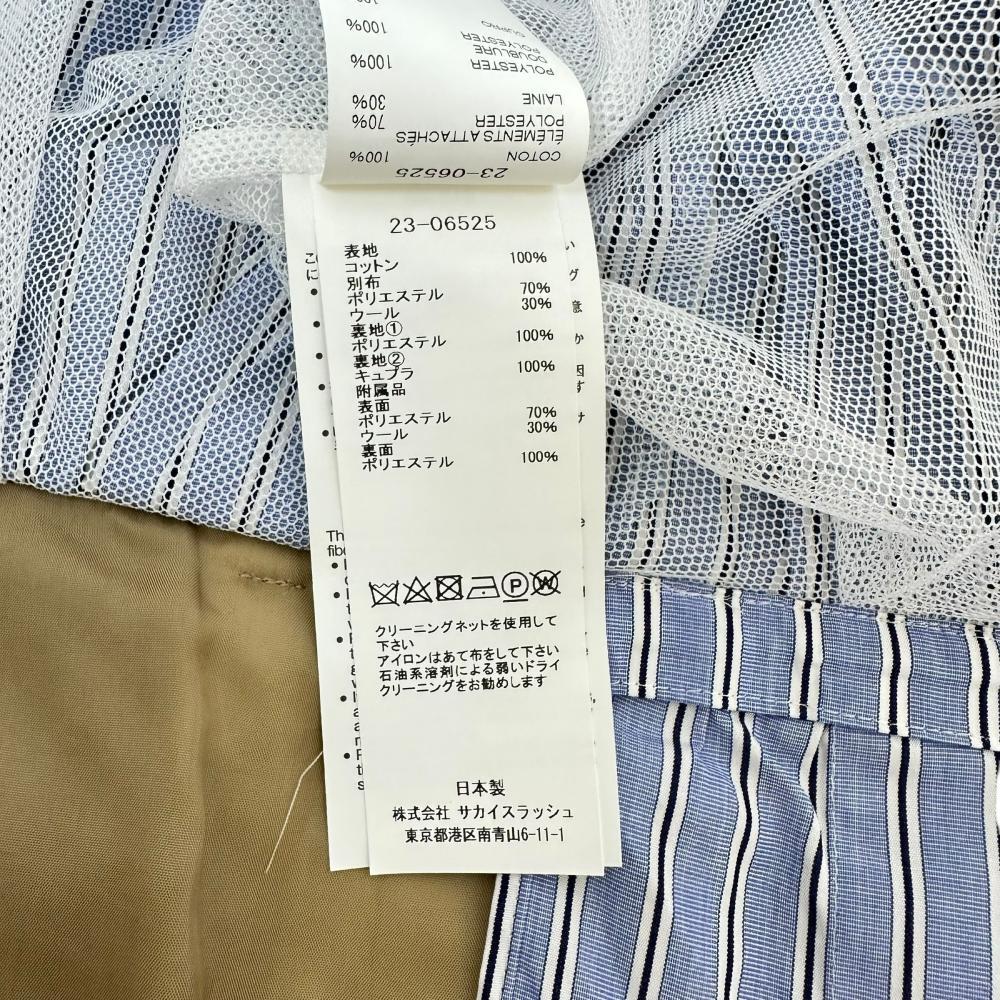 100%
100%
POLYESTER
DOUBLURE
POLYESTER 100%
LAINE 30%
POLYESTER 70%
ÉLÉMENTS ATTACHÉS
COTON 100%
23-06525
23-06525
表地
コットン 100%
別布
ポリエステル 70%
ウール 30%
裏地①
ポリエステル 100%
裏地②
キュプラ 100%
附属品
表面
ポリエステル 70%
ウール 30%
裏面
ポリエステル 100%
クリーニングネットを使用して
下さい
アイロンはあて布をして下さい
石油系溶剤による弱いドライ
クリーニングをお勧めします
日本製
株式会社 サカイスラッシュ
東京都港区南青山6-11-1